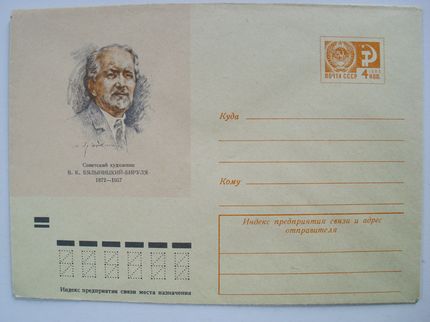 Советский художник
В. К. БЯЛЫНИЦКИЙ-БИРУЛЯ
1872—1957
ПОЧТА СССР
4 КОП.
Куда
Кому
Индекс предприятия связи и адрес
отправителя
Индекс предприятия связи места назначения